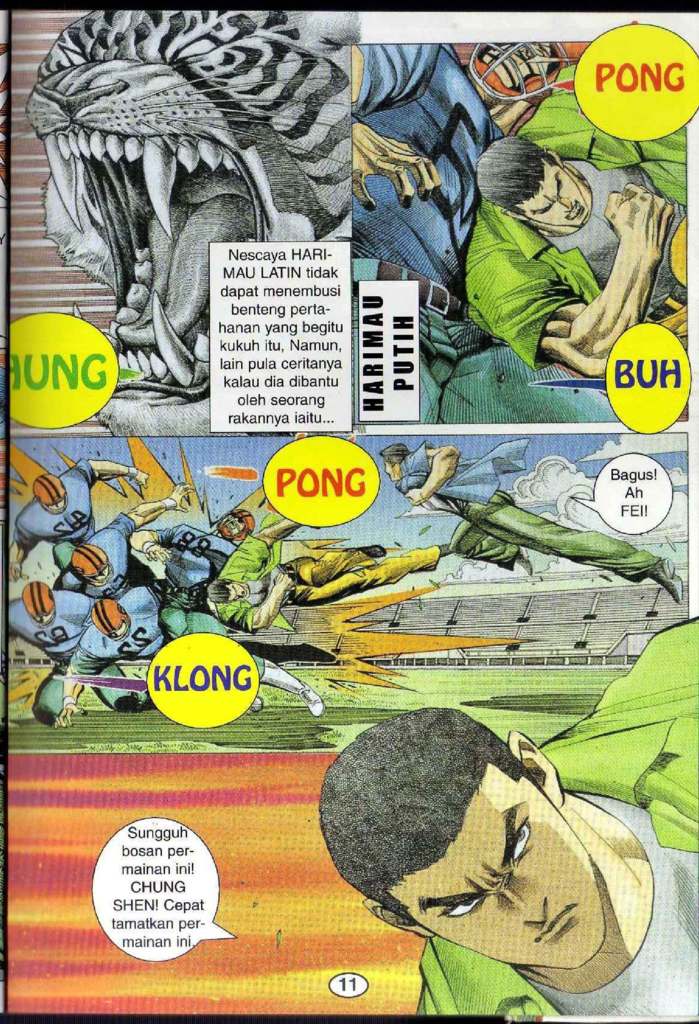 PONG
Nescaya HARI-
MAU LATIN tidak
dapat menembusi
benteng perta-
hanan yang begitu
kukuh itu, Namun,
lain pula ceritanya
kalau dia dibantu
oleh seorang
rakannya iaitu...
HARIMAU
PUTIH
HUNG
BUH
PONG
Bagus!
Ah
FEI!
KLONG
Sungguh
bosan per-
mainan ini!
CHUNG
SHEN! Cepat
tamatkan per-
mainan ini.
11